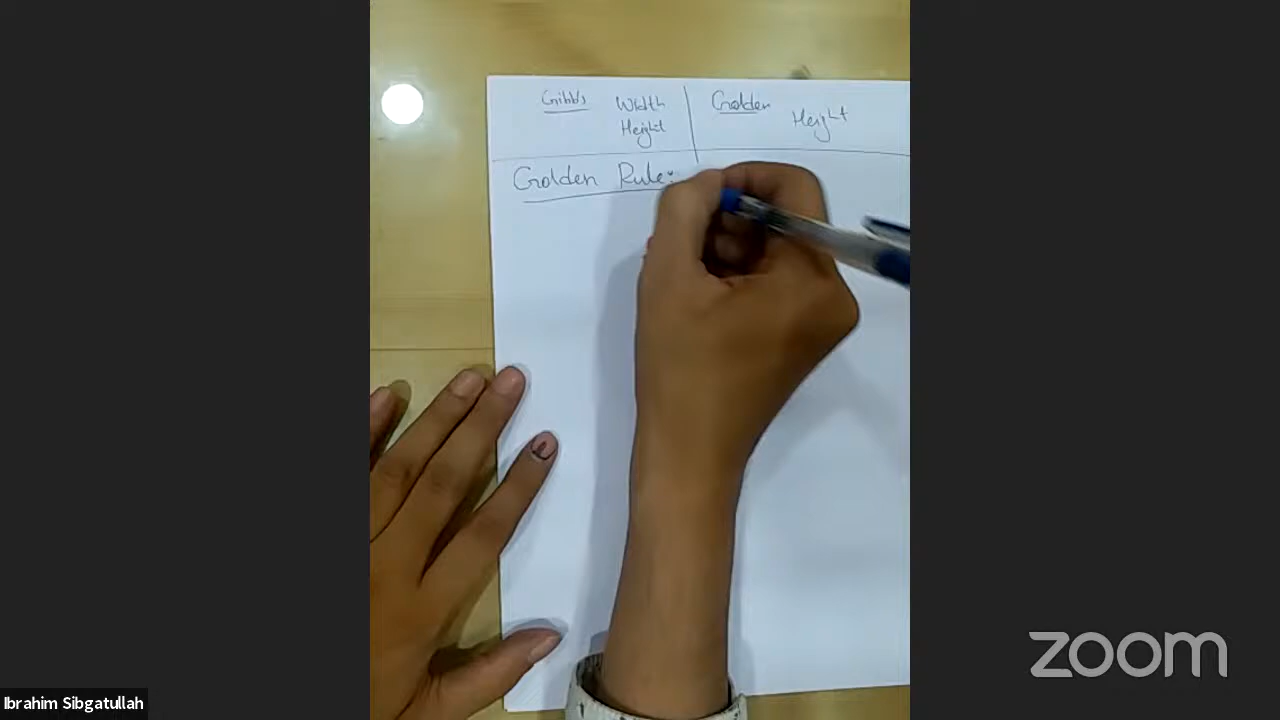 Gibbs Width Golden
Height Height
Golden Rule:
zoom
Ibrahim Sibgatullah